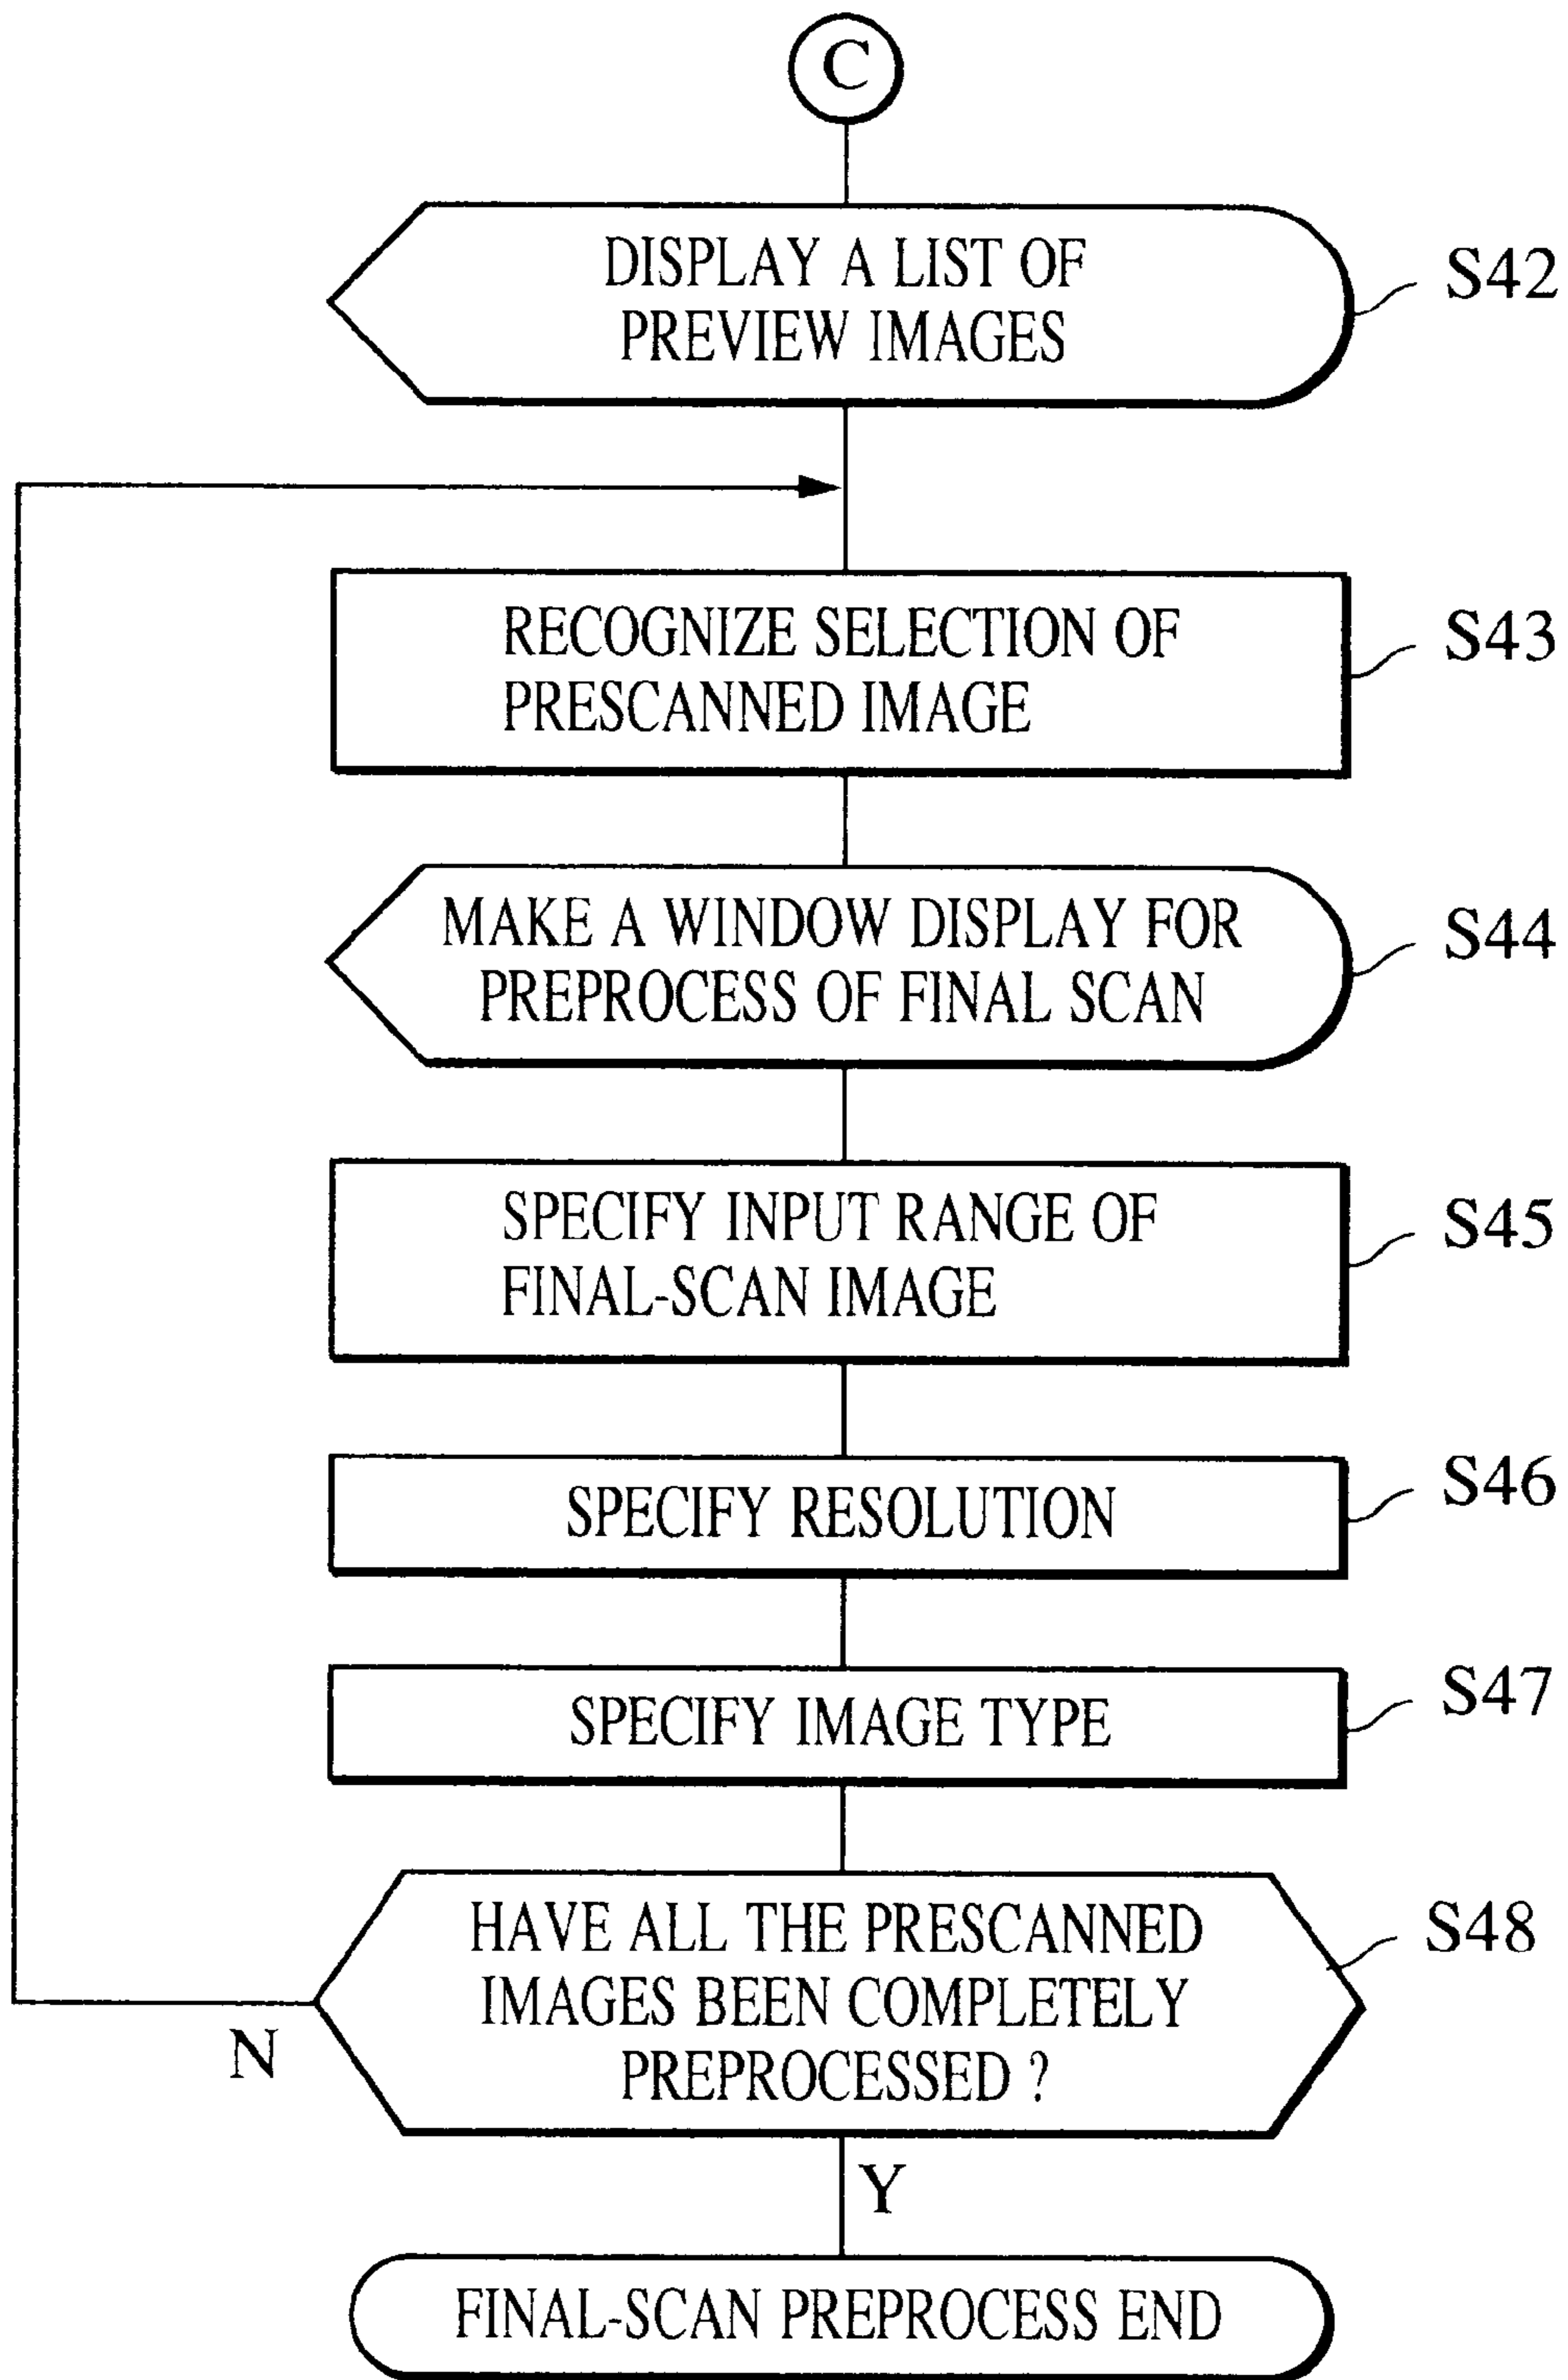 C
DISPLAY A LIST OF
PREVIEW IMAGES
S42
RECOGNIZE SELECTION OF
PRESCANNED IMAGE
S43
MAKE A WINDOW DISPLAY FOR
PREPROCESS OF FINAL SCAN
S44
SPECIFY INPUT RANGE OF
FINAL-SCAN IMAGE
S45
SPECIFY RESOLUTION
S46
SPECIFY IMAGE TYPE
S47
HAVE ALL THE PRESCANNED
IMAGES BEEN COMPLETELY
PREPROCESSED ?
S48
N
Y
FINAL-SCAN PREPROCESS END